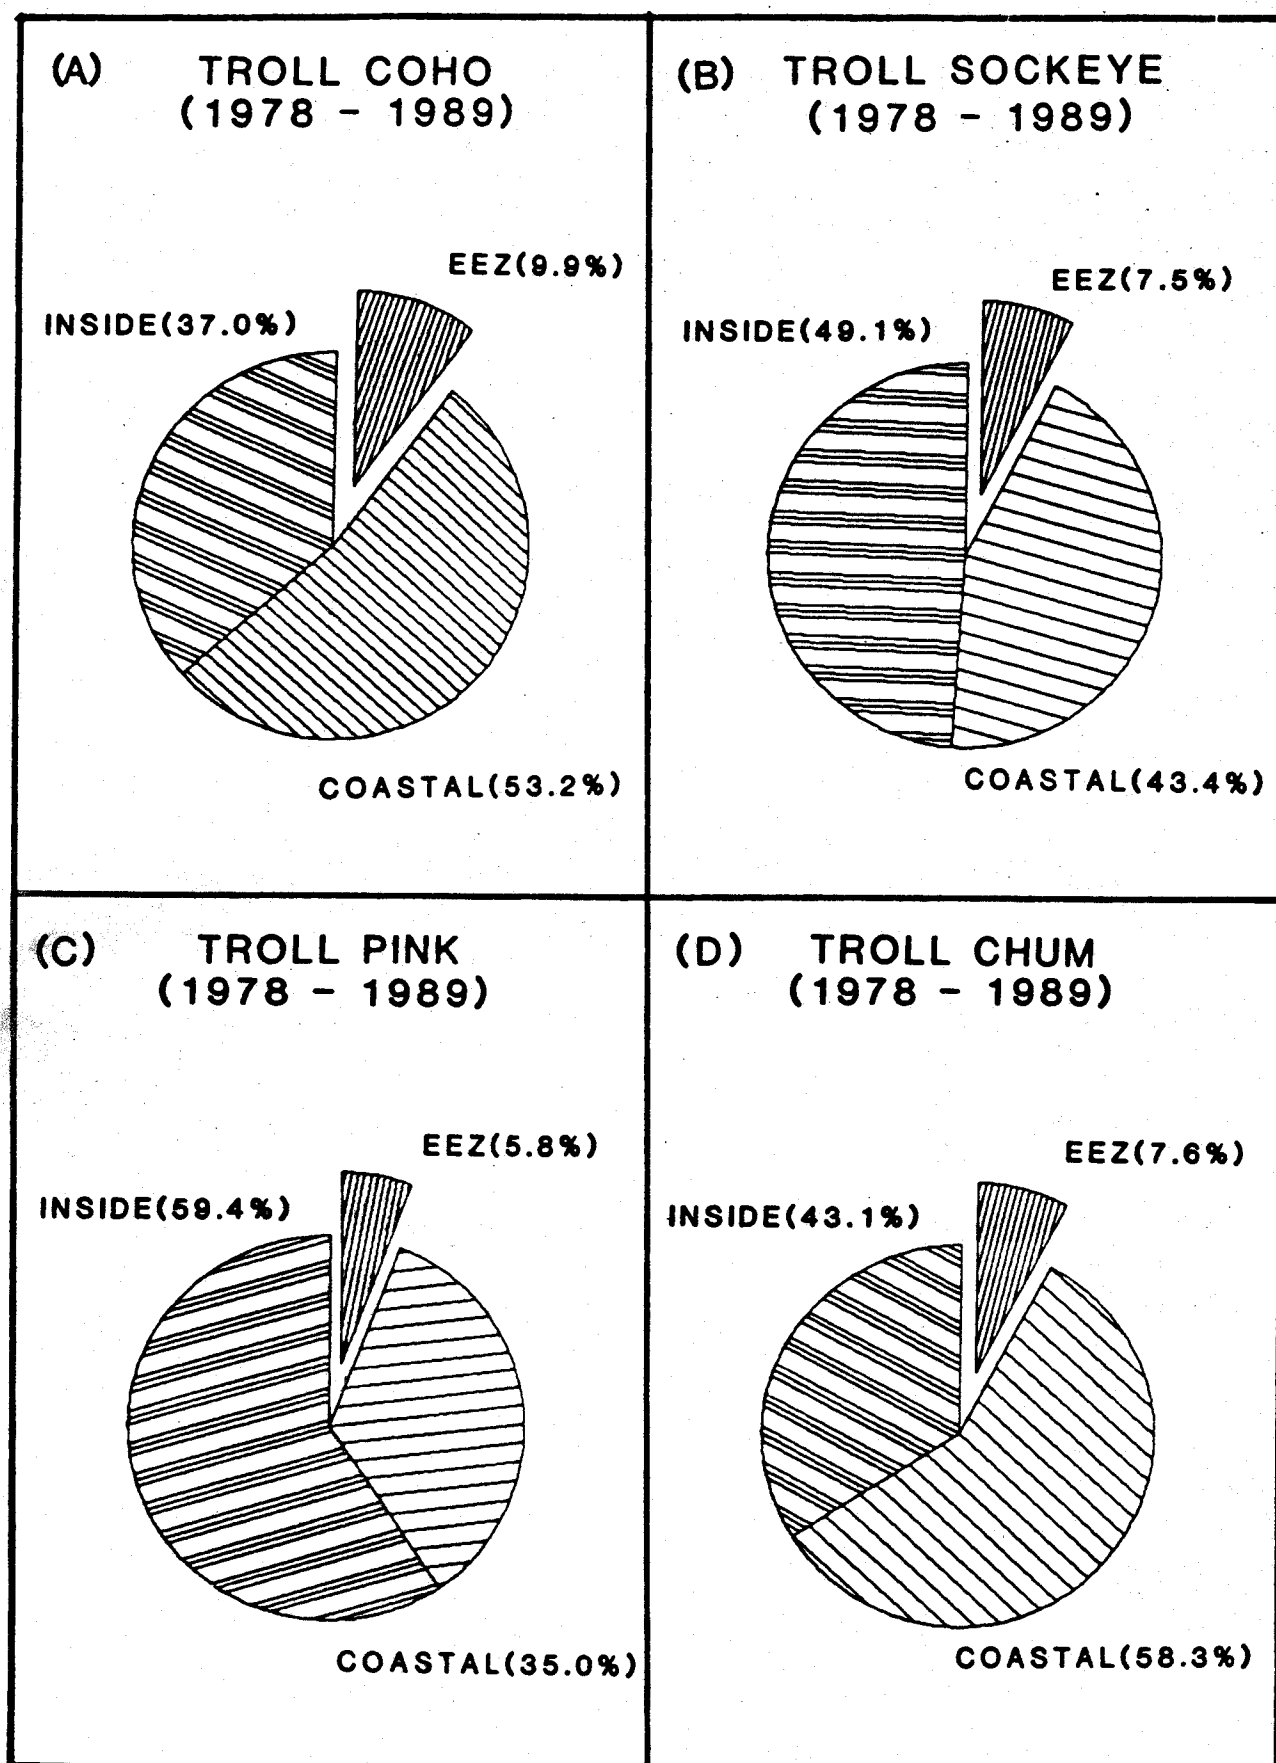 (A) TROLL COHO
(1978 - 1989)
EEZ(9.9%)
INSIDE(37.0%)
COASTAL(53.2%)
(B) TROLL SOCKEYE
(1978 - 1989)
EEZ(7.5%)
INSIDE(49.1%)
COASTAL(43.4%)
(C) TROLL PINK
(1978 - 1989)
EEZ(5.8%)
INSIDE(59.4%)
COASTAL(35.0%)
(D) TROLL CHUM
(1978 - 1989)
EEZ(7.6%)
INSIDE(43.1%)
COASTAL(58.3%)